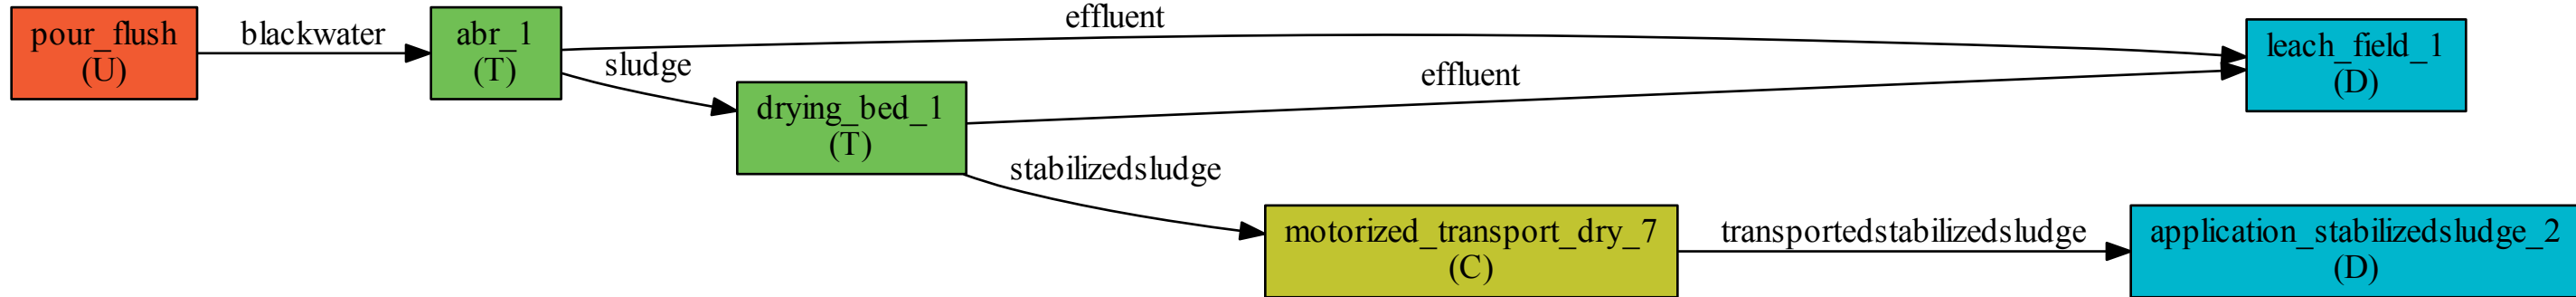 pour_flush
(U)
blackwater
abr_1
(T)
effluent
sludge
drying_bed_1
(T)
effluent
stabilizedsludge
leach_field_1
(D)
motorized_transport_dry_7
(C)
transportedstabilizedsludge
application_stabilizedsludge_2
(D)